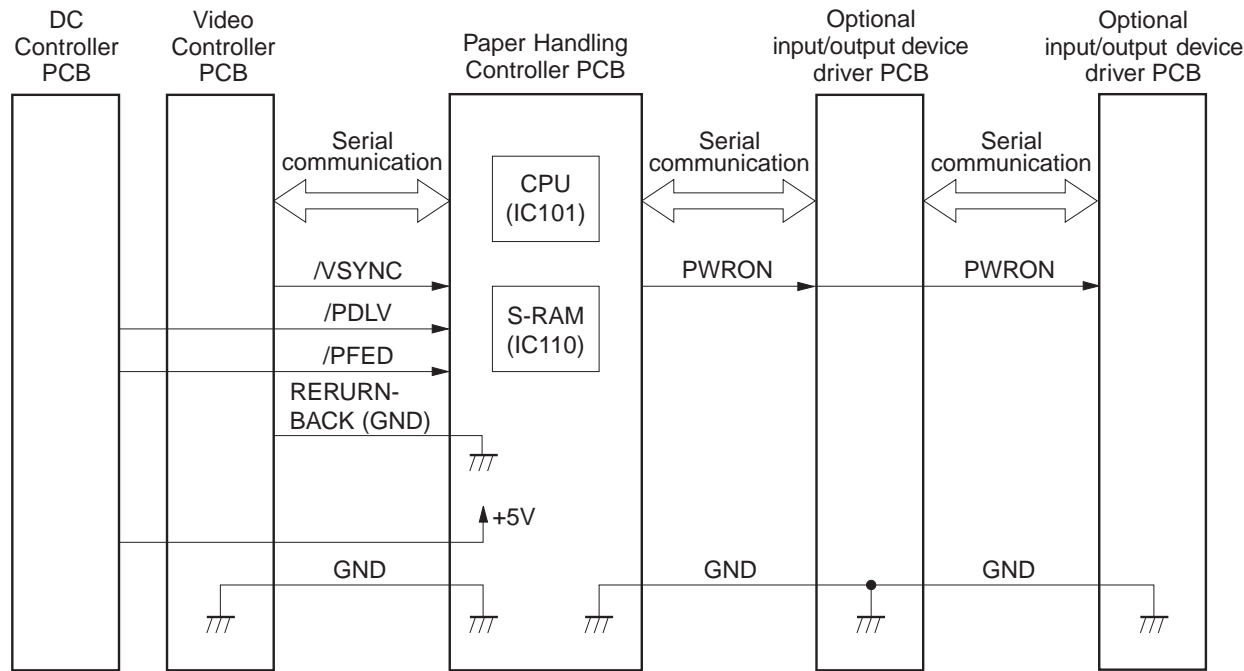 DC
Controller
PCB
Video
Controller
PCB
Paper Handling
Controller PCB
Optional
input/output device
driver PCB
Optional
input/output device
driver PCB
Serial
communication
Serial
communication
Serial
communication
CPU
(IC101)
/VSYNC
PWRON
PWRON
/PDLV
S-RAM
(IC110)
/PFED
RERURN-
BACK (GND)
+5V
GND
GND
GND